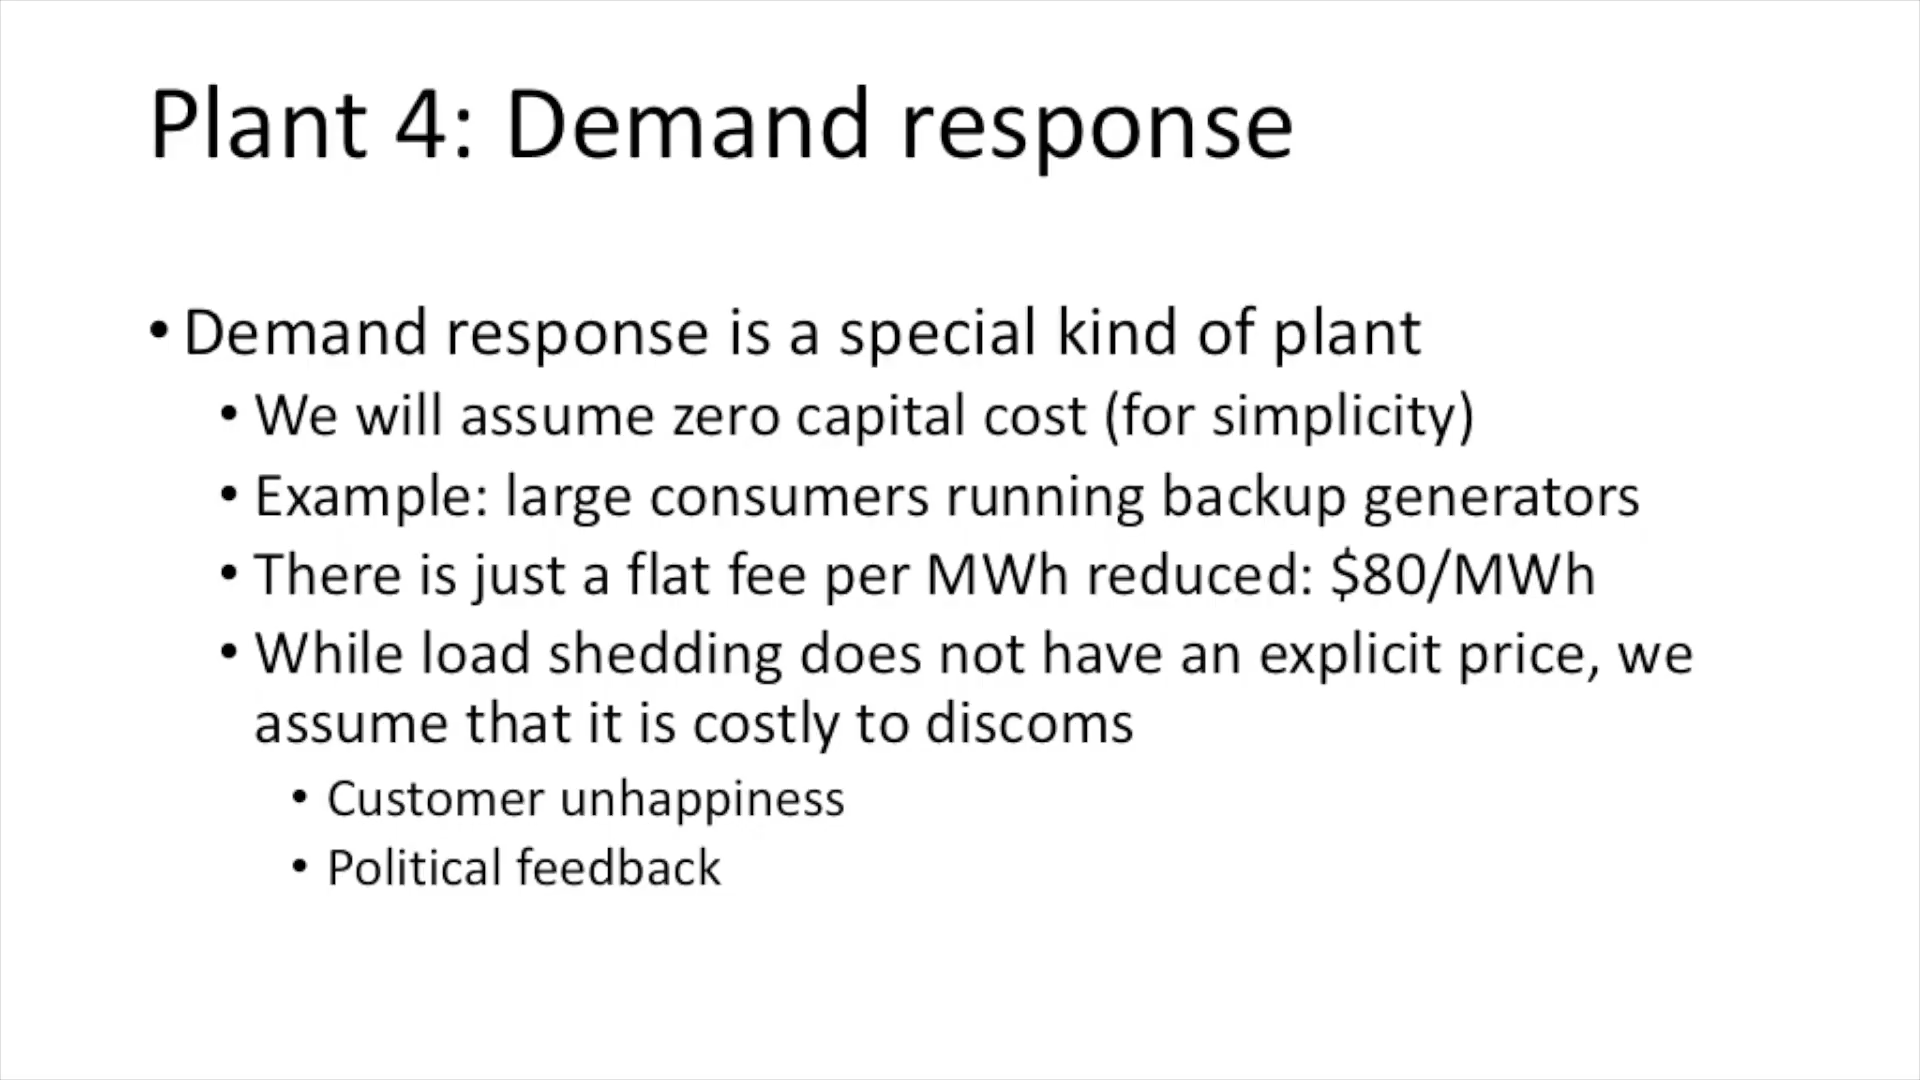 Plant 4: Demand response
• Demand response is a special kind of plant
• We will assume zero capital cost (for simplicity)
• Example: large consumers running backup generators
• There is just a flat fee per MWh reduced: $80/MWh
• While load shedding does not have an explicit price, we
assume that it is costly to discoms
• Customer unhappiness
• Political feedback